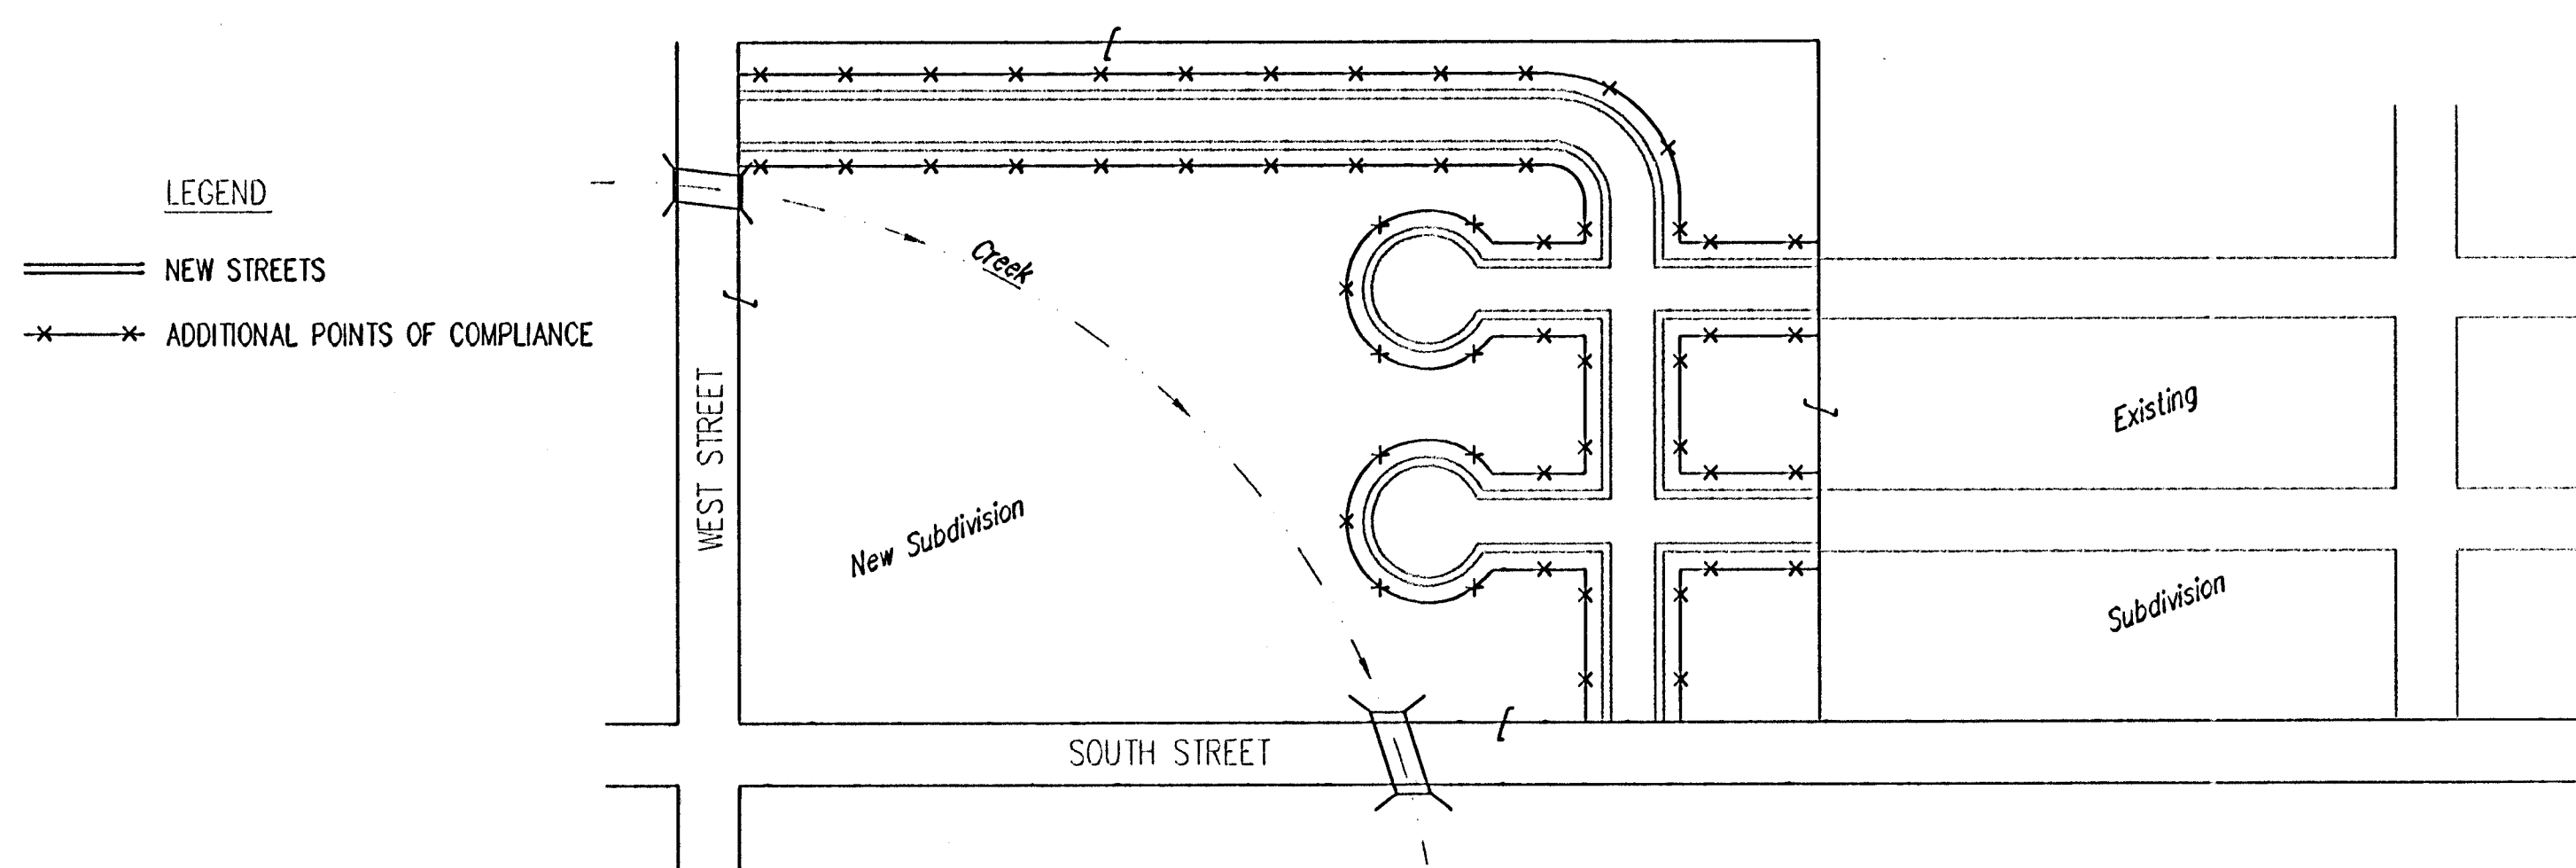 LEGEND
NEW STREETS
ADDITIONAL POINTS OF COMPLIANCE
Creek
WEST STREET
New Subdivision
Existing
Subdivision
SOUTH STREET